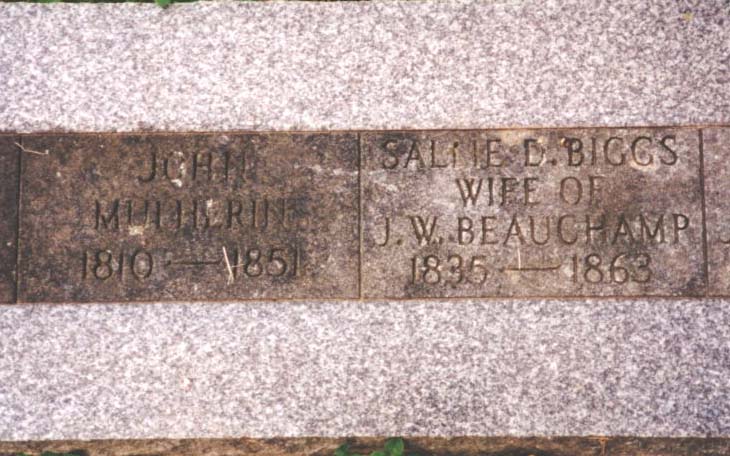 JOHN
MULHERIN
1810 — 1851
SALLIE D. BIGGS
WIFE OF
J. W. BEAUCHAMP
1835 — 1863